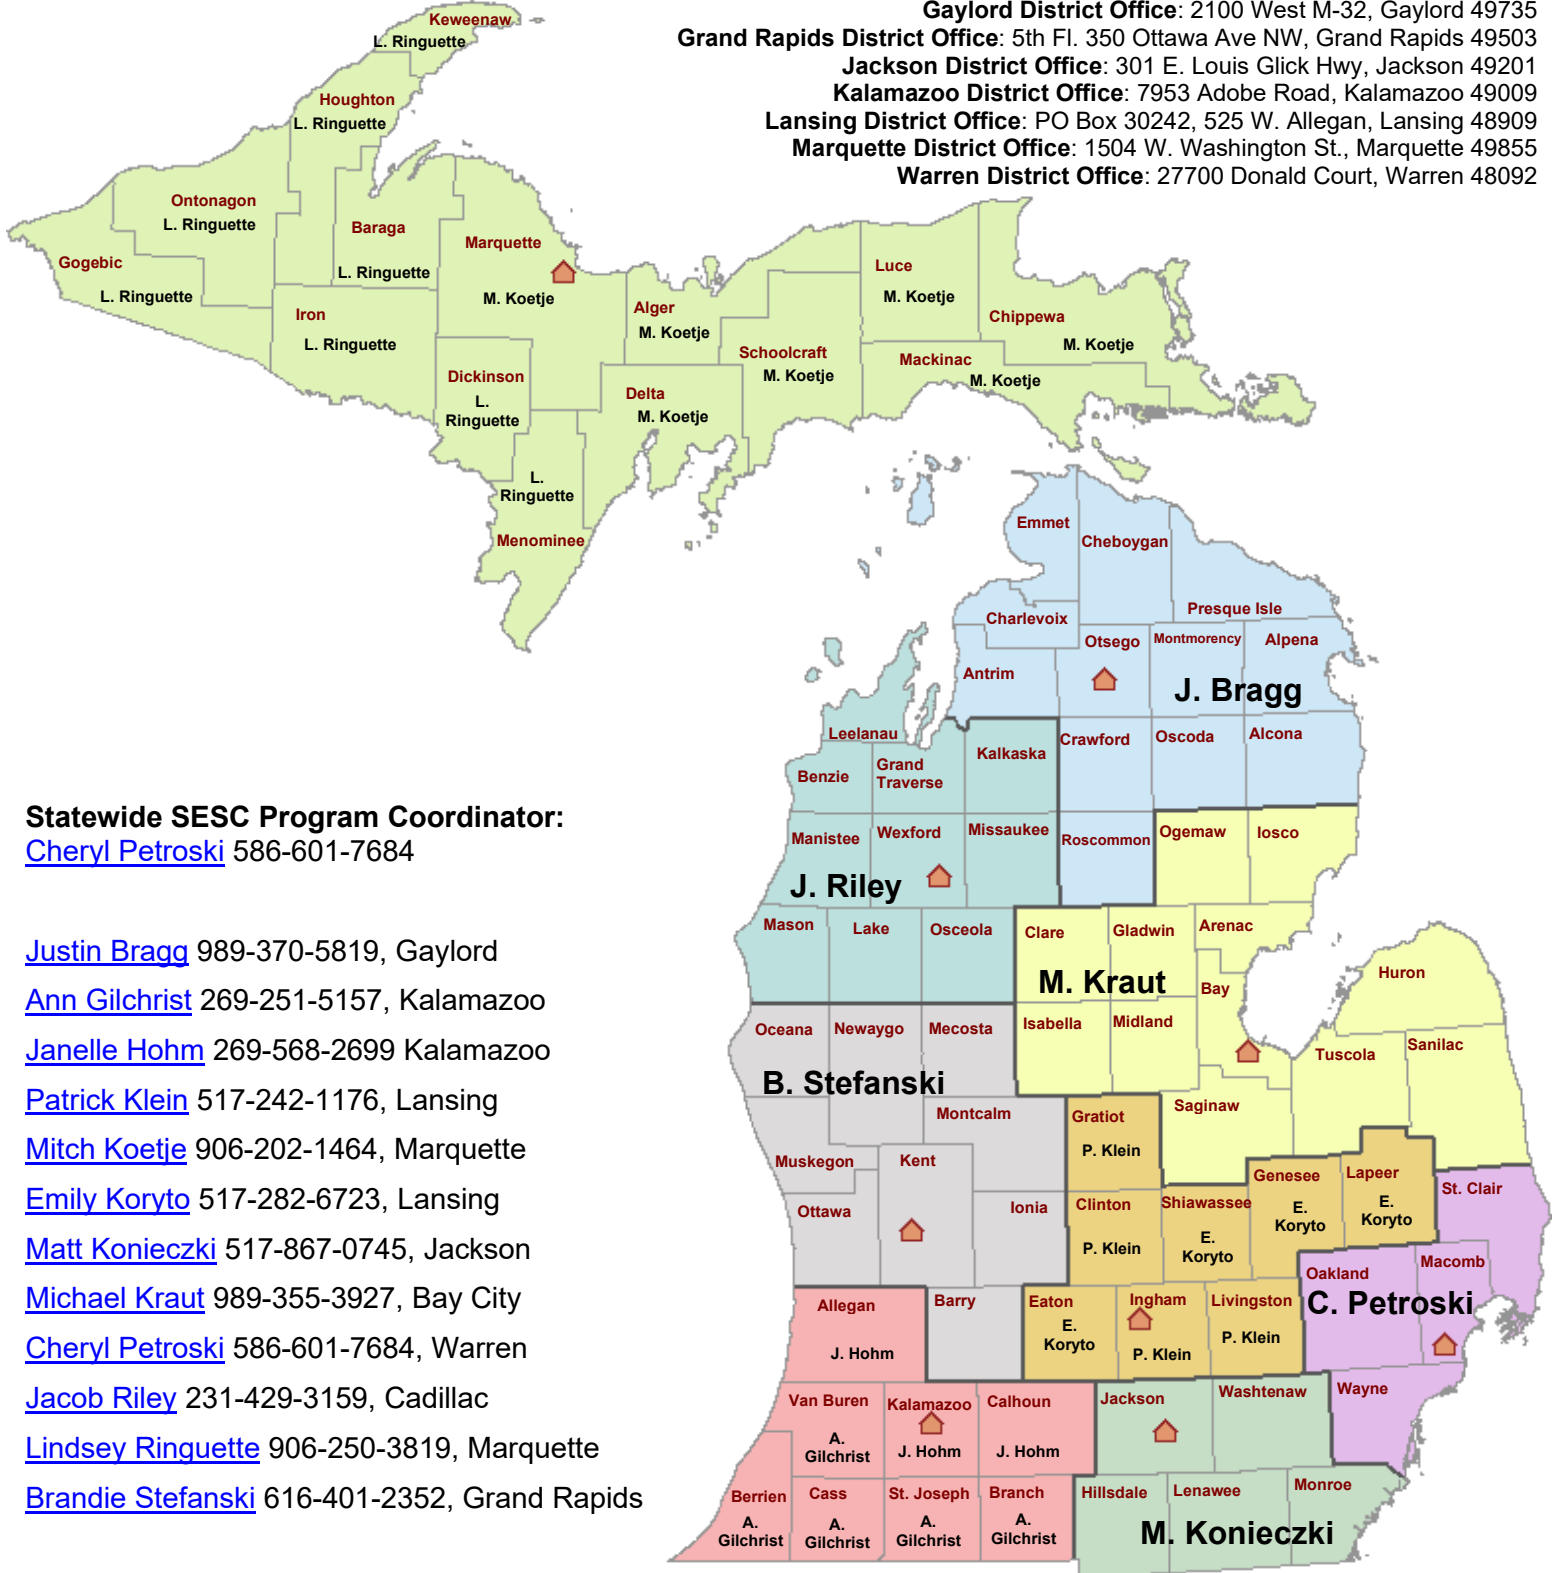 Gaylord District Office: 2100 West M-32, Gaylord 49735
Grand Rapids District Office: 5th Fl. 350 Ottawa Ave NW, Grand Rapids 49503
Jackson District Office: 301 E. Louis Glick Hwy, Jackson 49201
Kalamazoo District Office: 7953 Adobe Road, Kalamazoo 49009
Lansing District Office: PO Box 30242, 525 W. Allegan, Lansing 48909
Marquette District Office: 1504 W. Washington St., Marquette 49855
Warren District Office: 27700 Donald Court, Warren 48092
Keweenaw
L. Ringuette
Houghton
L. Ringuette
Ontonagon
L. Ringuette
Baraga
L. Ringuette
Gogebic
L. Ringuette
Iron
L. Ringuette
Marquette
M. Koetje
Dickinson
L.
Ringuette
L.
Ringuette
Menominee
Alger
M. Koetje
Delta
M. Koetje
Schoolcraft
M. Koetje
Luce
M. Koetje
Chippewa
M. Koetje
Mackinac
M. Koetje
Emmet
Cheboygan
Presque Isle
Charlevoix
Otsego
Montmorency
Alpena
Antrim
J. Bragg
Crawford
Oscoda
Alcona
Roscommon
Leelanau
Benzie
Grand
Traverse
Kalkaska
Manistee
Wexford
Missaukee
J. Riley
Mason
Lake
Osceola
Ogemaw
Iosco
Clare
Gladwin
Arenac
M. Kraut
Bay
Isabella
Midland
Huron
Tuscola
Sanilac
Saginaw
Oceana
Newaygo
Mecosta
B. Stefanski
Montcalm
Muskegon
Kent
Ottawa
Ionia
Barry
Gratiot
P. Klein
Clinton
P. Klein
Shiawassee
E.
Koryto
Genesee
E.
Koryto
Lapeer
E.
Koryto
Eaton
E.
Koryto
Ingham
P. Klein
Livingston
P. Klein
St. Clair
Oakland
Macomb
C. Petroski
Wayne
Allegan
J. Hohm
Van Buren
A.
Gilchrist
Kalamazoo
J. Hohm
Calhoun
J. Hohm
Berrien
A.
Gilchrist
Cass
A.
Gilchrist
St. Joseph
A.
Gilchrist
Branch
A.
Gilchrist
Jackson
Washtenaw
Hillsdale
Lenawee
Monroe
M. Konieczki
Statewide SESC Program Coordinator:
Cheryl Petroski 586-601-7684
Justin Bragg 989-370-5819, Gaylord
Ann Gilchrist 269-251-5157, Kalamazoo
Janelle Hohm 269-568-2699 Kalamazoo
Patrick Klein 517-242-1176, Lansing
Mitch Koetje 906-202-1464, Marquette
Emily Koryto 517-282-6723, Lansing
Matt Konieczki 517-867-0745, Jackson
Michael Kraut 989-355-3927, Bay City
Cheryl Petroski 586-601-7684, Warren
Jacob Riley 231-429-3159, Cadillac
Lindsey Ringuette 906-250-3819, Marquette
Brandie Stefanski 616-401-2352, Grand Rapids